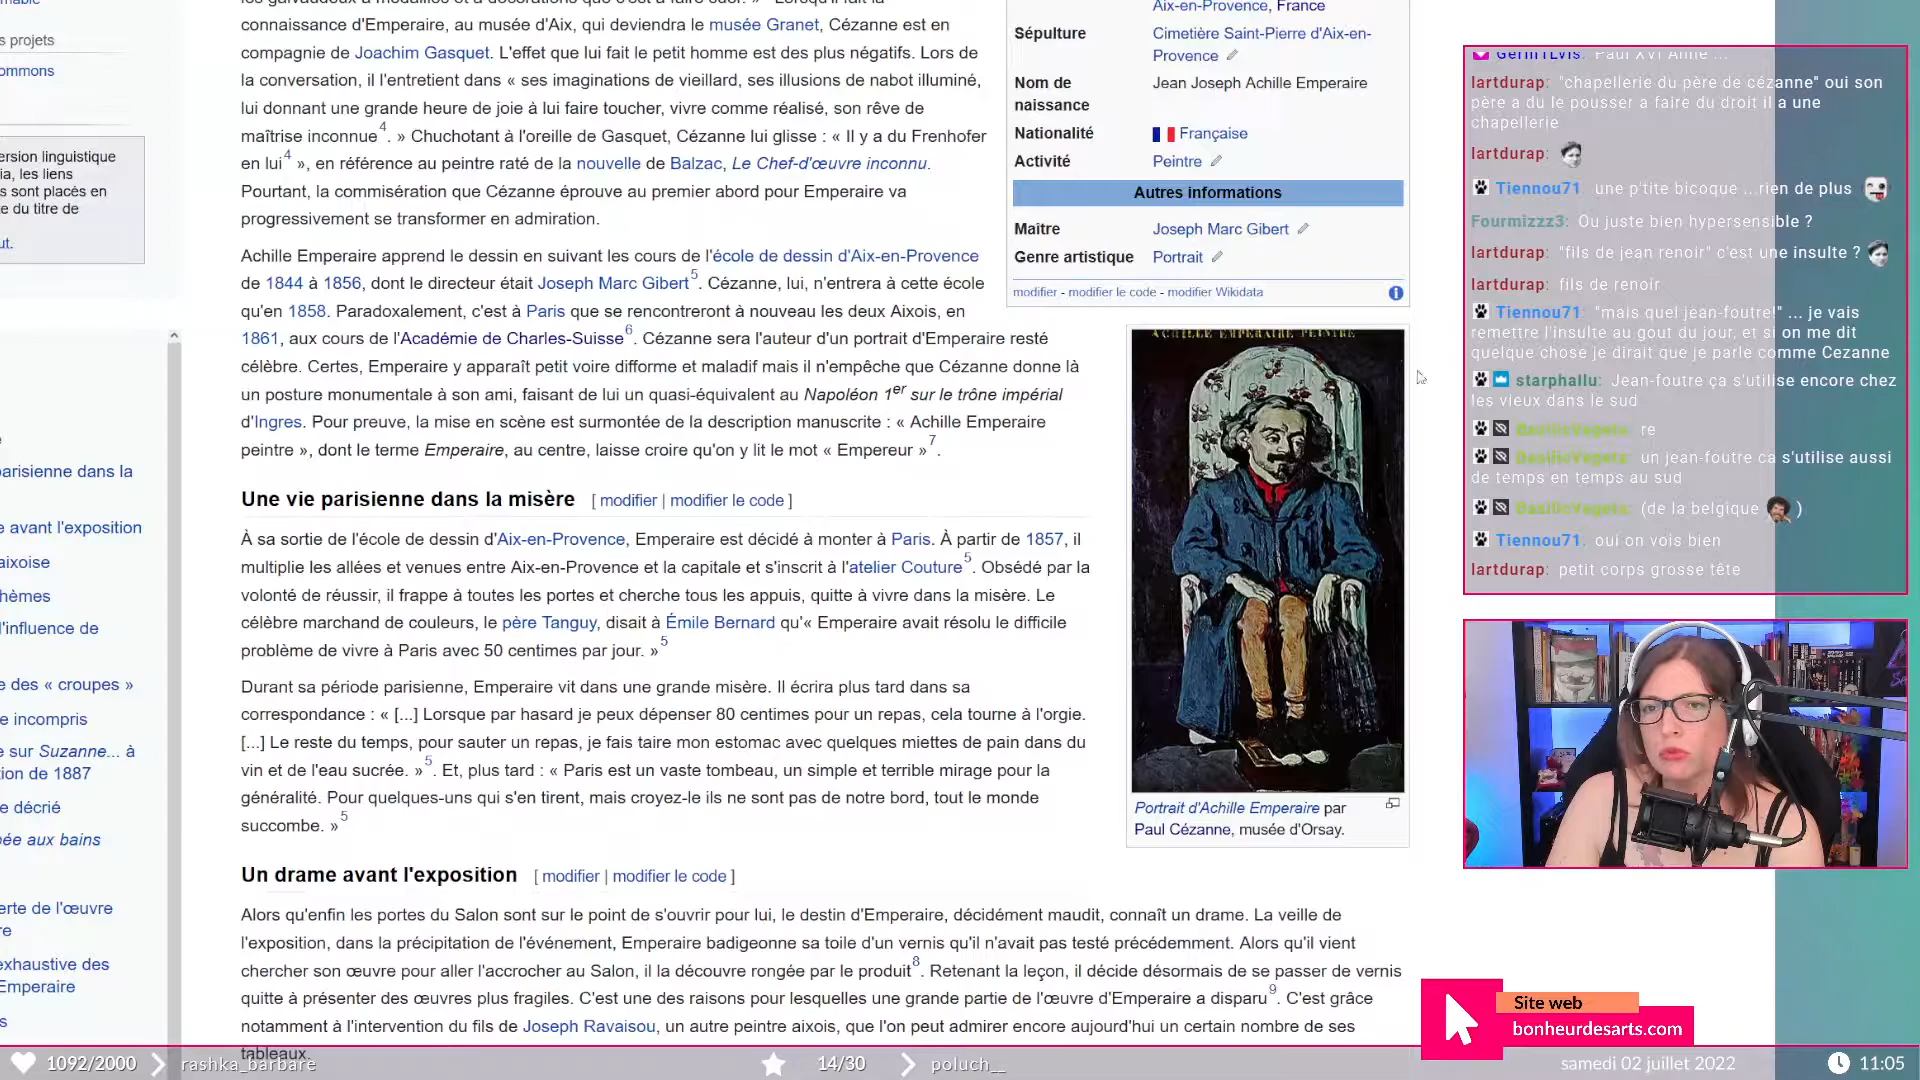 s projets
ommons
ersion linguistique
ia, les liens
s sont placés en
e du titre de
ut.
e
parisienne dans la
e avant l'exposition
aixoise
hèmes
l'influence de
e des « croupes »
e incompris
e sur Suzanne... à
tion de 1887
e décrié
ée aux bains
erte de l'œuvre
re
exhaustive des
Emperaire
s
connaissance d'Emperaire, au musée d'Aix, qui deviendra le musée Granet, Cézanne est en
compagnie de Joachim Gasquet. L'effet que lui fait le petit homme est des plus négatifs. Lors de
la conversation, il l'entretient dans « ses imaginations de vieillard, ses illusions de nabot illuminé,
lui donnant une grande heure de joie à lui faire toucher, vivre comme réalisé, son rêve de
maîtrise inconnue4. » Chuchotant à l'oreille de Gasquet, Cézanne lui glisse : « Il y a du Frenhofer
en lui4 », en référence au peintre raté de la nouvelle de Balzac, Le Chef-d'œuvre inconnu.
Pourtant, la commisération que Cézanne éprouve au premier abord pour Emperaire va
progressivement se transformer en admiration.
Achille Emperaire apprend le dessin en suivant les cours de l'école de dessin d'Aix-en-Provence
de 1844 à 1856, dont le directeur était Joseph Marc Gibert5. Cézanne, lui, n'entrera à cette école
qu'en 1858. Paradoxalement, c'est à Paris que se rencontreront à nouveau les deux Aixois, en
1861, aux cours de l'Académie de Charles-Suisse6. Cézanne sera l'auteur d'un portrait d'Emperaire resté
célèbre. Certes, Emperaire y apparaît petit voire difforme et maladif mais il n'empêche que Cézanne donne là
un posture monumentale à son ami, faisant de lui un quasi-équivalent au Napoléon 1er sur le trône impérial
d'Ingres. Pour preuve, la mise en scène est surmontée de la description manuscrite : « Achille Emperaire
peintre », dont le terme Emperaire, au centre, laisse croire qu'on y lit le mot « Empereur »7.
Une vie parisienne dans la misère [ modifier | modifier le code ]
À sa sortie de l'école de dessin d'Aix-en-Provence, Emperaire est décidé à monter à Paris. À partir de 1857, il
multiplie les allées et venues entre Aix-en-Provence et la capitale et s'inscrit à l'atelier Couture5. Obsédé par la
volonté de réussir, il frappe à toutes les portes et cherche tous les appuis, quitte à vivre dans la misère. Le
célèbre marchand de couleurs, le père Tanguy, disait à Émile Bernard qu'« Emperaire avait résolu le difficile
problème de vivre à Paris avec 50 centimes par jour. »5
Durant sa période parisienne, Emperaire vit dans une grande misère. Il écrira plus tard dans sa
correspondance : « [...] Lorsque par hasard je peux dépenser 80 centimes pour un repas, cela tourne à l'orgie.
[...] Le reste du temps, pour sauter un repas, je fais taire mon estomac avec quelques miettes de pain dans du
vin et de l'eau sucrée. »5. Et, plus tard : « Paris est un vaste tombeau, un simple et terrible mirage pour la
généralité. Pour quelques-uns qui s'en tirent, mais croyez-le ils ne sont pas de notre bord, tout le monde
succombe. »5
Un drame avant l'exposition [ modifier | modifier le code ]
Alors qu'enfin les portes du Salon sont sur le point de s'ouvrir pour lui, le destin d'Emperaire, décidément maudit, connaît un drame. La veille de
l'exposition, dans la précipitation de l'événement, Emperaire badigeonne sa toile d'un vernis qu'il n'avait pas testé précédemment. Alors qu'il vient
chercher son œuvre pour aller l'accrocher au Salon, il la découvre rongée par le produit8. Retenant la leçon, il décide désormais de se passer de vernis
quitte à présenter des œuvres plus fragiles. C'est une des raisons pour lesquelles une grande partie de l'œuvre d'Emperaire a disparu9. C'est grâce
notamment à l'intervention du fils de Joseph Ravaisou, un autre peintre aixois, que l'on peut admirer encore aujourd'hui un certain nombre de ses
tableaux.
Aix-en-Provence, France
Sépulture Cimetière Saint-Pierre d'Aix-en-
Provence
Nom de
naissance Jean Joseph Achille Emperaire
Nationalité Française
Activité Peintre
Autres informations
Maître Joseph Marc Gibert
Genre artistique Portrait
modifier - modifier le code - modifier Wikidata
ACHILLE EMPERAIRE PEINTRE
Portrait d'Achille Emperaire par
Paul Cézanne, musée d'Orsay.
GerniTLvis: Paul XVI Aîné ...
lartdurap: "chapellerie du père de cézanne" oui son
père a du le pousser a faire du droit il a une
chapellerie
lartdurap:
Tiennou71: une p'tite bicoque ...rien de plus
Fourmizzz3: Ou juste bien hypersensible ?
lartdurap: "fils de jean renoir" c'est une insulte ?
lartdurap: fils de renoir
Tiennou71: "mais quel jean-foutre!" ... je vais
remettre l'insulte au gout du jour, et si on me dit
quelque chose je dirait que je parle comme Cezanne
starphallu: Jean-foutre ça s'utilise encore chez
les vieux dans le sud
BasilicVegeta: re
BasilicVegeta: un jean-foutre ca s'utilise aussi
de temps en temps au sud
BasilicVegeta: (de la belgique )
Tiennou71: oui on vois bien
lartdurap: petit corps grosse tête
Site web
bonheurdesarts.com
1092/2000 rashka_barbare 14/30 poluch__ samedi 02 juillet 2022 11:05